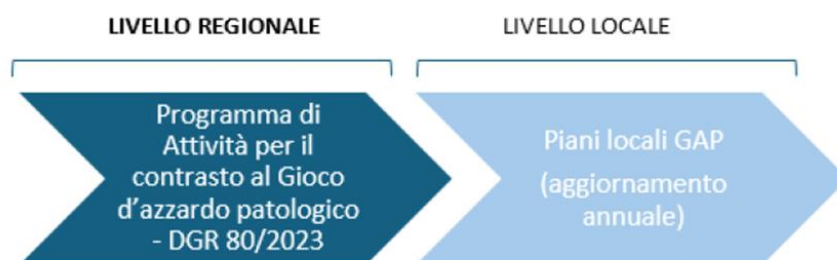 LIVELLO REGIONALE
LIVELLO LOCALE
Programma di
Attività per il
contrasto al Gioco
d'azzardo patologico
- DGR 80/2023
Piani locali GAP
(aggiornamento
annuale)